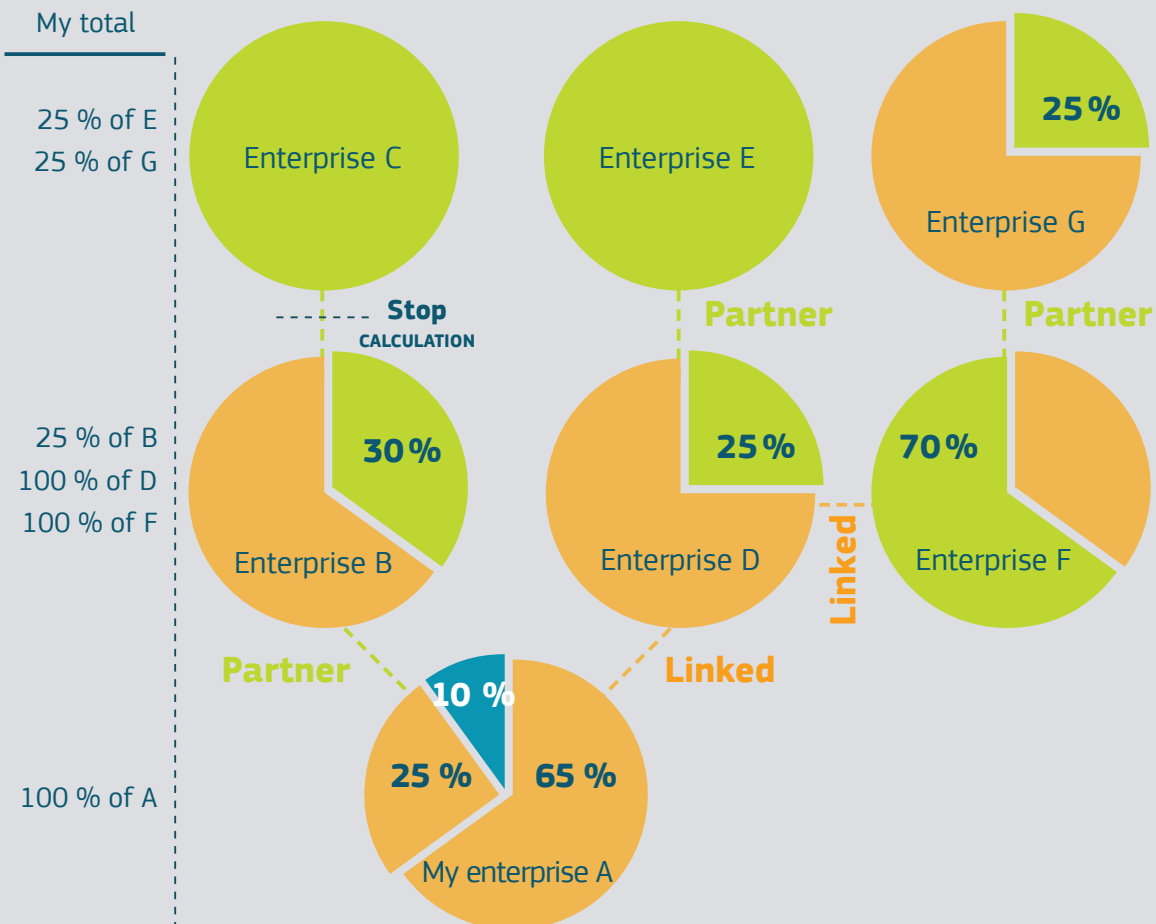 My total
25 % of E
25 % of G
Enterprise C
Enterprise E
25 %
Enterprise G
Stop
CALCULATION
Partner
Partner
25 % of B
100 % of D
100 % of F
30 %
Enterprise B
25 %
Enterprise D
Linked
70 %
Enterprise F
Partner
Linked
100 % of A
10 %
25 %
65 %
My enterprise A